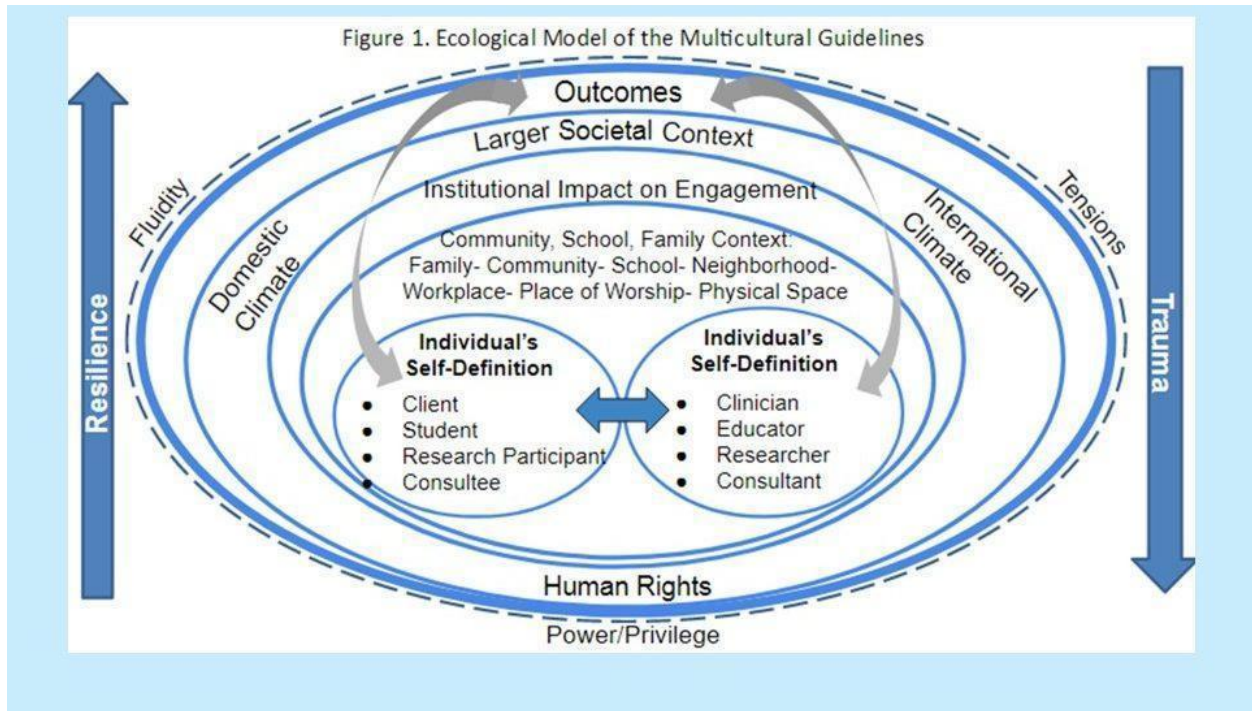 Figure 1. Ecological Model of the Multicultural Guidelines
Outcomes
Larger Societal Context
Institutional Impact on Engagement
Fluidity
Tensions
Domestic
Climate
International
Climate
Community, School, Family Context:
Family- Community- School- Neighborhood-
Workplace- Place of Worship- Physical Space
Resilience
Trauma
Individual's
Self-Definition
● Client
● Student
● Research Participant
● Consultee
Individual's
Self-Definition
● Clinician
● Educator
● Researcher
● Consultant
Human Rights
Power/Privilege